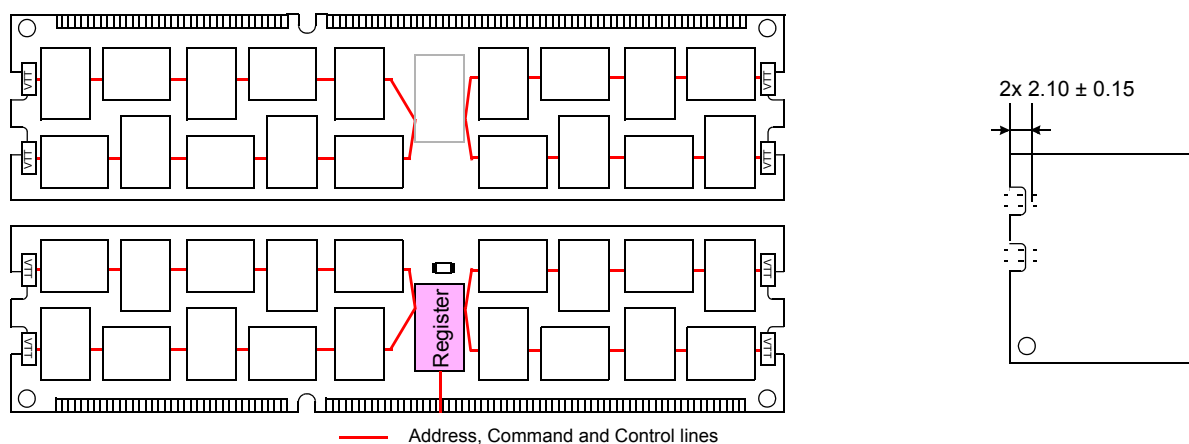 VTT
VTT
VTT
VTT
2x 2.10 ± 0.15
VTT
VTT
Register
VTT
VTT
Address, Command and Control lines